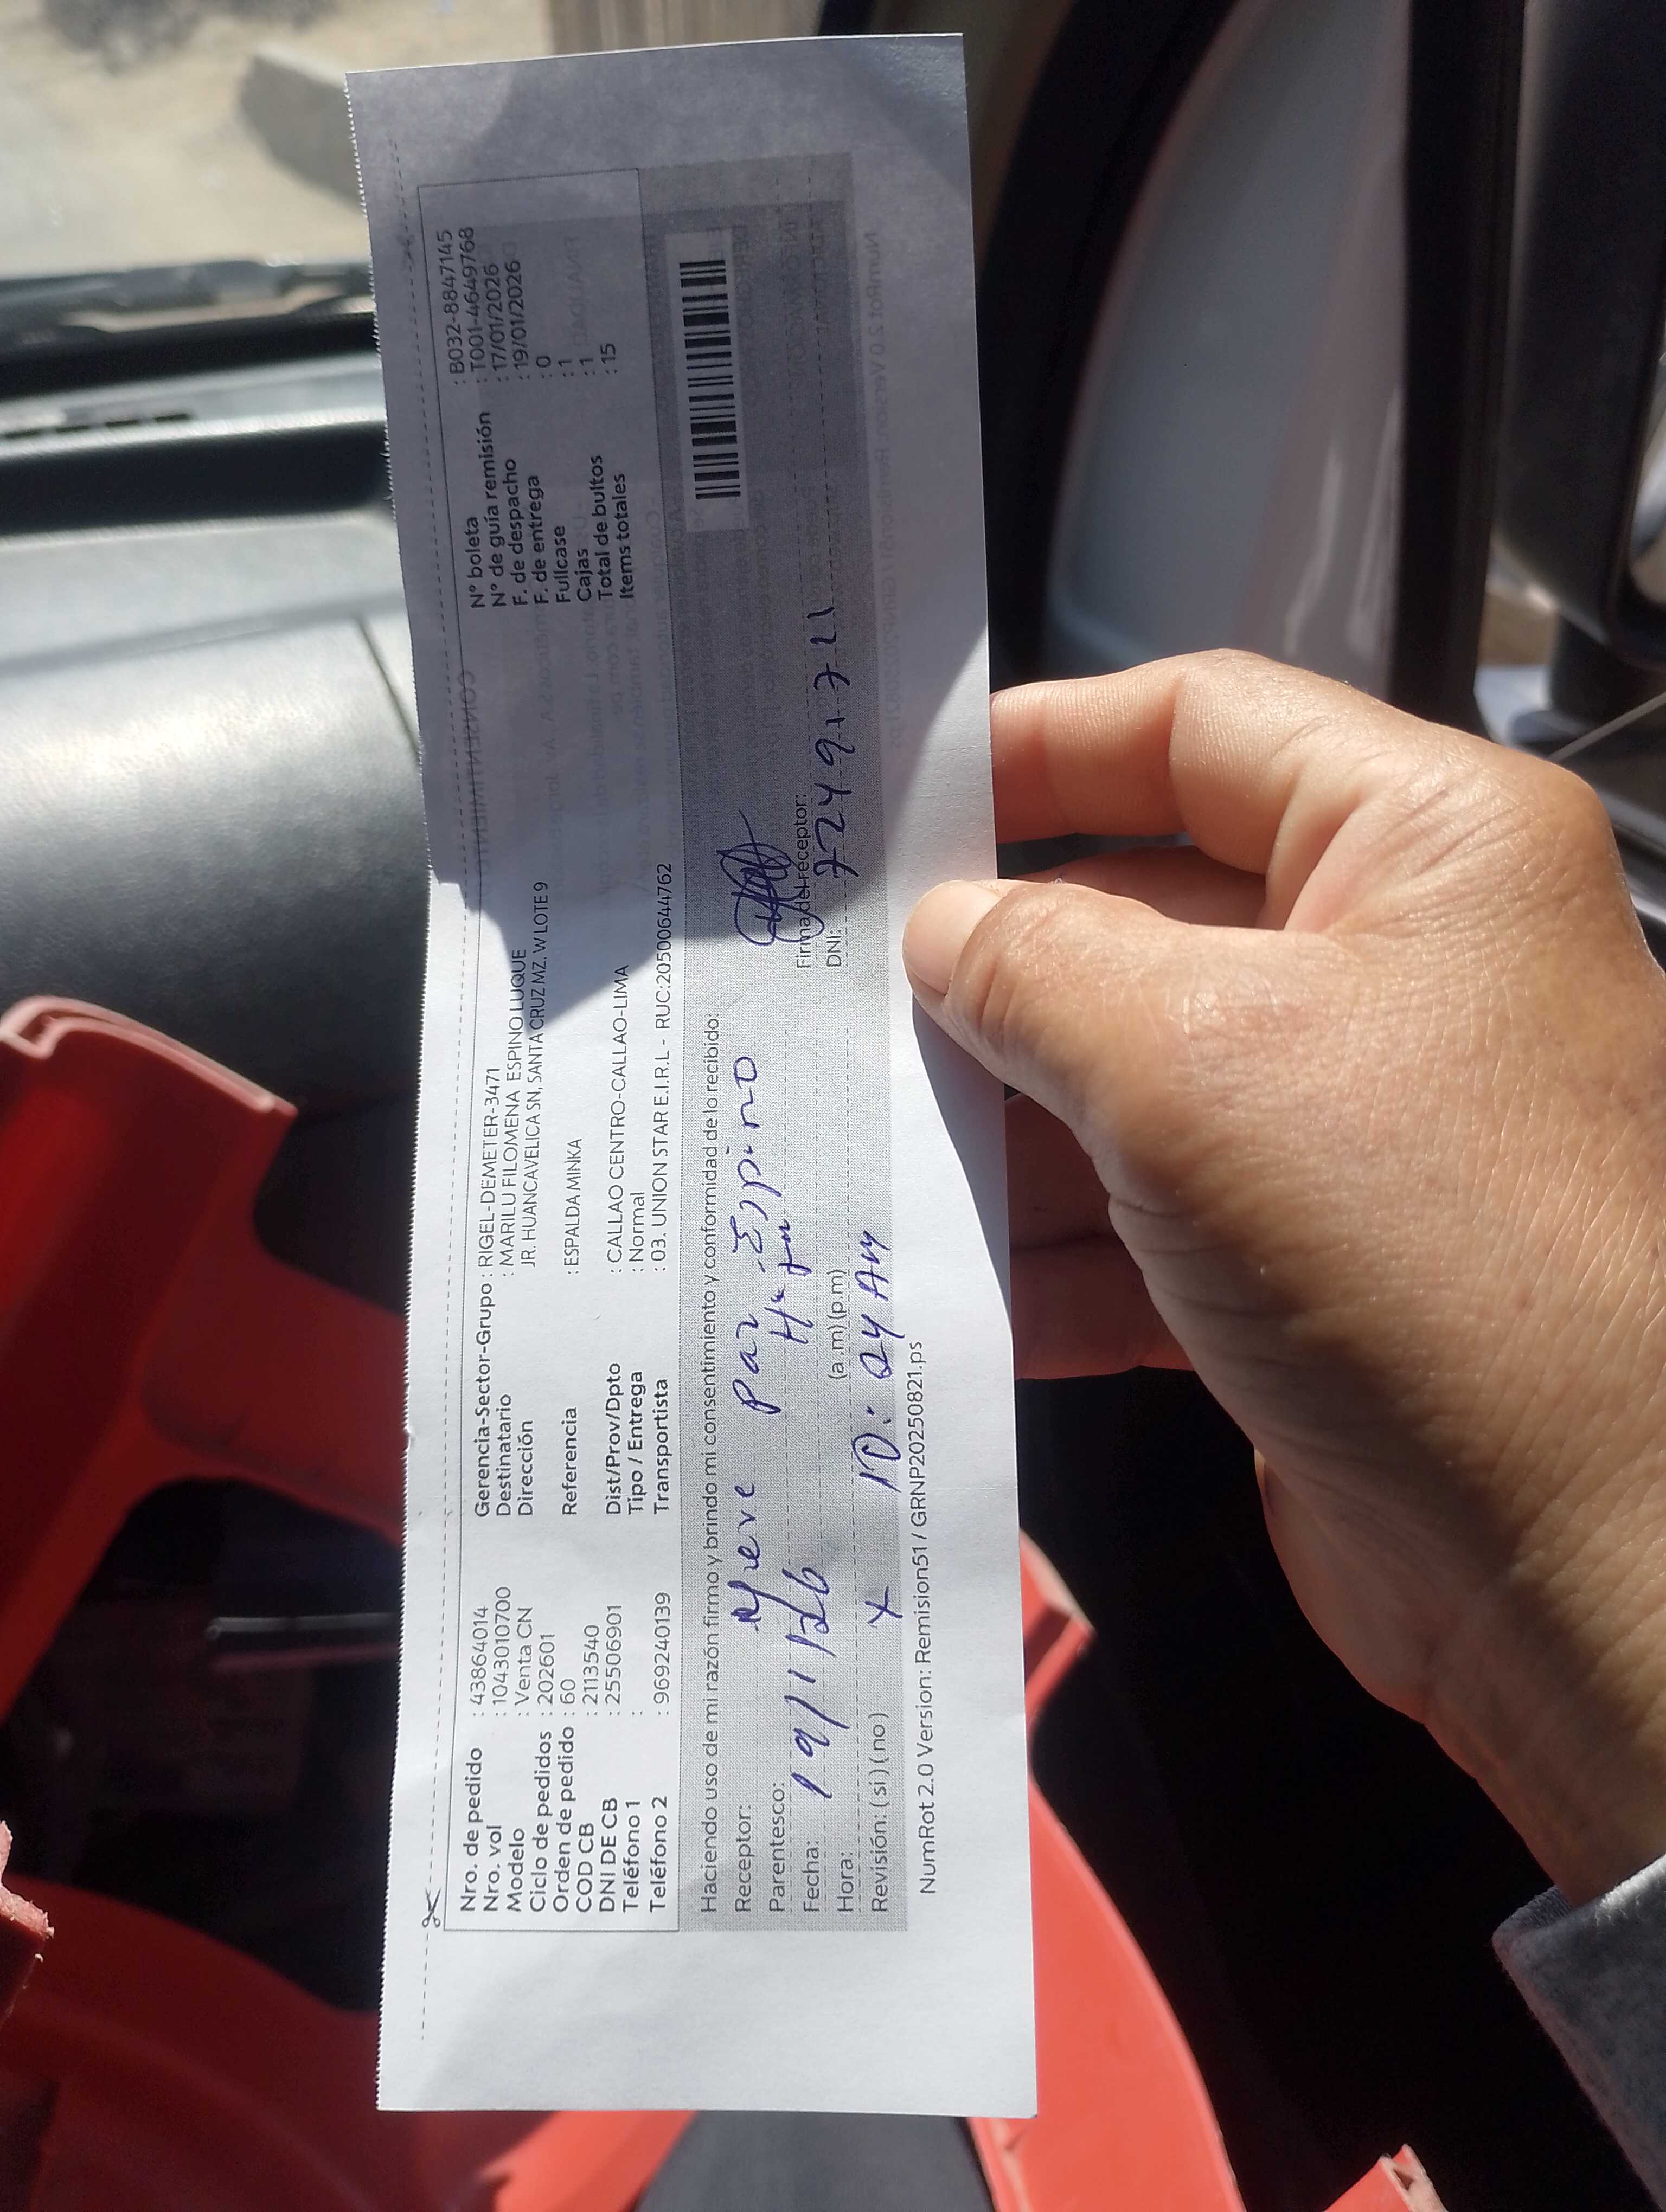 Nro. de pedido : 43864014
Nro. vol : 1043010700
Modelo : Venta CN
Ciclo de pedidos : 202601
Orden de pedido : 60
COD CB : 2113540
DNI DE CB : 25506901
Teléfono 1 :
Teléfono 2 : 969240139
Gerencia-Sector-Grupo : RIGEL-DEMETER-3471
Destinatario : MARILU FILOMENA ESPINO LUQUE
Dirección JR. HUANCAVELICA SN, SANTA CRUZ MZ. W LOTE 9
Referencia : ESPALDA MINKA
Dist/Prov/Dpto : CALLAO CENTRO-CALLAO-LIMA
Tipo / Entrega : Normal
Transportista : 03. UNION STAR E.I.R.L - RUC:20500644762
N° boleta : B032-8847145
N° de guía remisión : T001-4649768
F. de despacho : 17/01/2026
F. de entrega : 19/01/2026
Fullcase : 0
Cajas : 1
Total de bultos : 1
Items totales : 15
Haciendo uso de mi razón firmo y brindo mi consentimiento y conformidad de lo recibido:
Receptor: Paz Espino
Parentesco:
Fecha: 19/1/26
Hora: (a.m) (p.m)
Revisión: ( si ) ( no ) X 10: 24 AM
Firma del receptor:
DNI: 72491721
NumRot 2.0 Version: Remision51 / GRNP20250821.ps